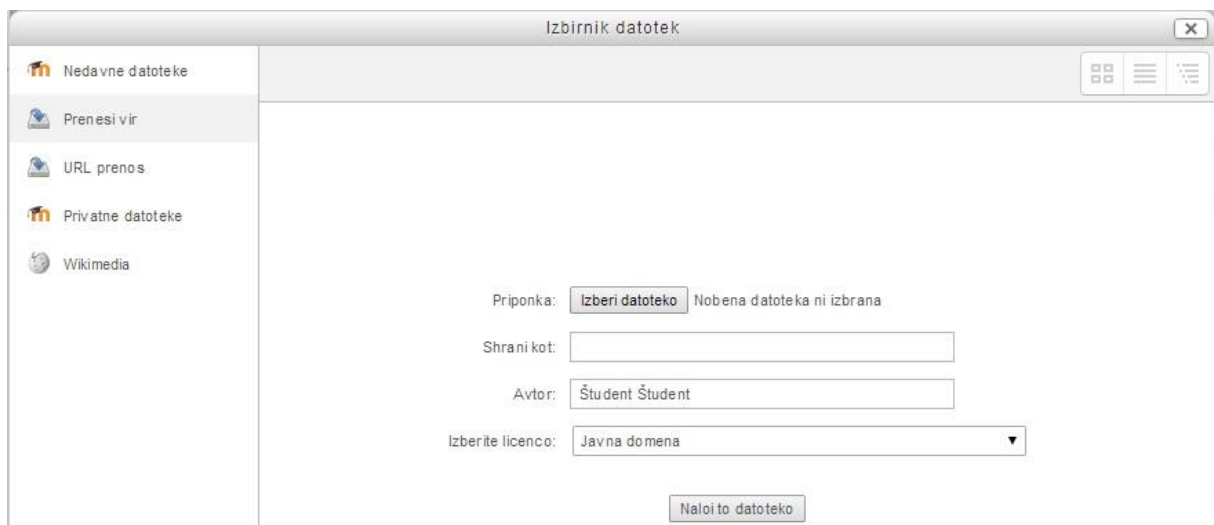 Izbirnik datotek
Nedavne datoteke
Prenesi vir
URL prenos
Privatne datoteke
Wikimedia
Priponka: Izberi datoteko Nobena datoteka ni izbrana
Shrani kot:
Avtor: Študent Študent
Izberite licenco: Javna domena
Naloi to datoteko